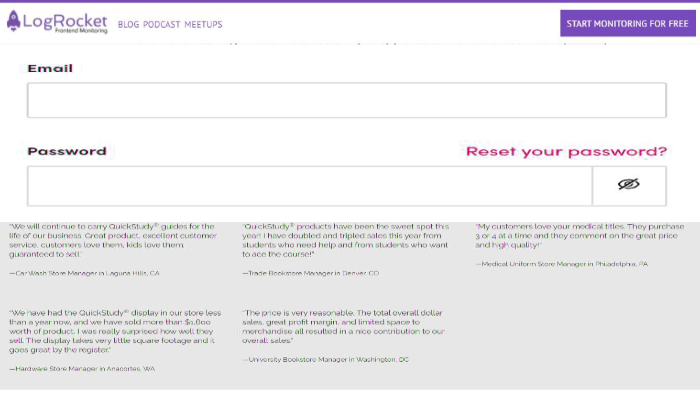 LogRocket
Frontend Monitoring
BLOG PODCAST MEETUPS
START MONITORING FOR FREE
Email
Password
Reset your password?
"We will continue to carry QuickStudy® guides for the
life of our business. Great product, excellent customer
service, customers love them, kids love them,
guaranteed to sell."
—Car Wash Store Manager in Laguna Hills, CA
"QuickStudy® products have been the sweet spot this
year! I have doubled and tripled sales this year from
students who need help and from students who want
to ace the course!"
—Trade Bookstore Manager in Denver, CO
"My customers love your medical titles. They purchase
3 or 4 at a time and they comment on the great price
and high quality!"
—Medical Uniform Store Manager in Philadelphia, PA
"We have had the QuickStudy® display in our store less
than a year now, and we have sold more than $1,600
worth of product. I was really surprised how well they
sell. The display takes very little square footage and it
goes great by the register."
—Hardware Store Manager in Anacortes, WA
"The price is very reasonable. The total overall dollar
sales, great profit margin, and limited space to
merchandise all resulted in a nice contribution to our
overall sales."
—University Bookstore Manager in Washington, DC